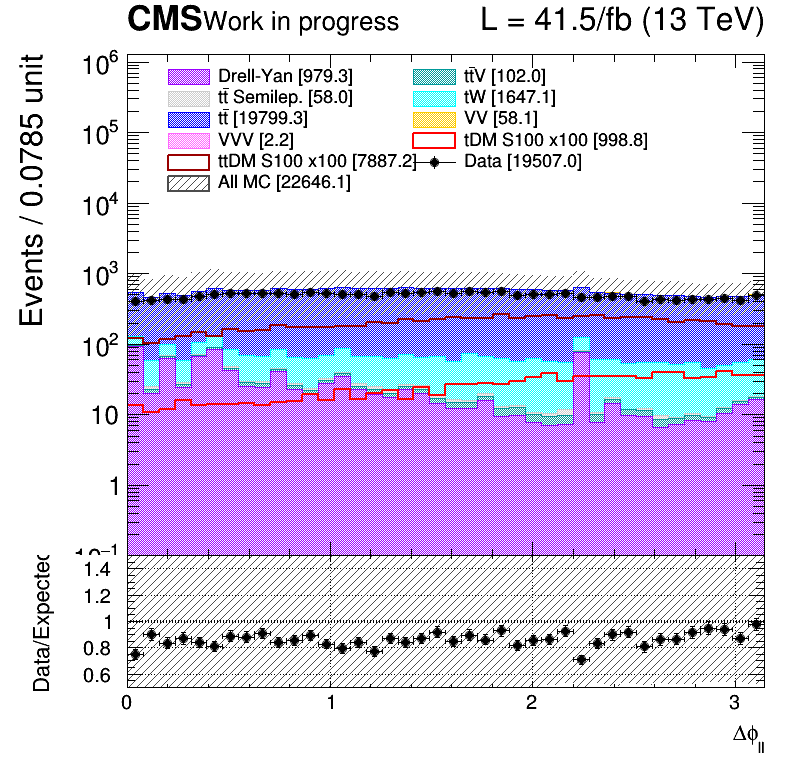 CMS Work in progress L = 41.5/fb (13 TeV)
Events / 0.0785 unit
10⁶
10⁵
10⁴
10³
10²
10
1
10⁻¹
Drell-Yan [979.3]
tt̄V [102.0]
tt̄ Semilep. [58.0]
tW [1647.1]
tt̄ [19799.3]
VV [58.1]
VVV [2.2]
tDM S100 x100 [998.8]
ttDM S100 x100 [7887.2]
Data [19507.0]
All MC [22646.1]
Data/Expected
1.4
1.2
1
0.8
0.6
0 1 2 3
Δϕll